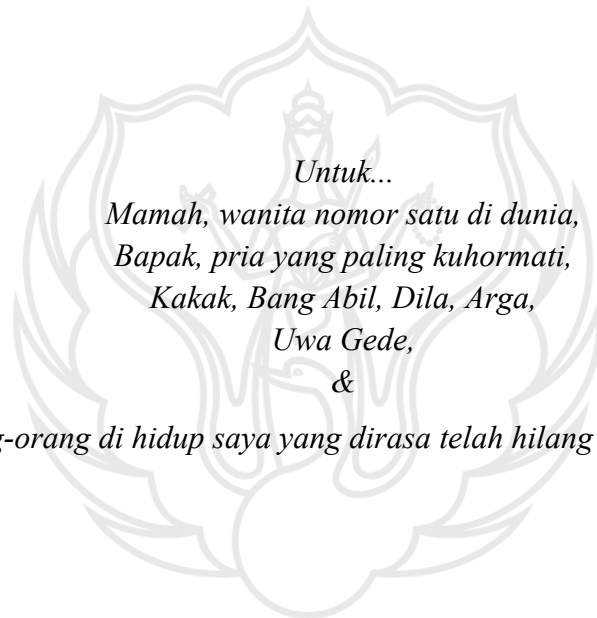 Untuk...
Mamah, wanita nomor satu di dunia,
Bapak, pria yang paling kuhormati,
Kakak, Bang Abil, Dila, Arga,
Uwa Gede,
&
g-orang di hidup saya yang dirasa telah hilang